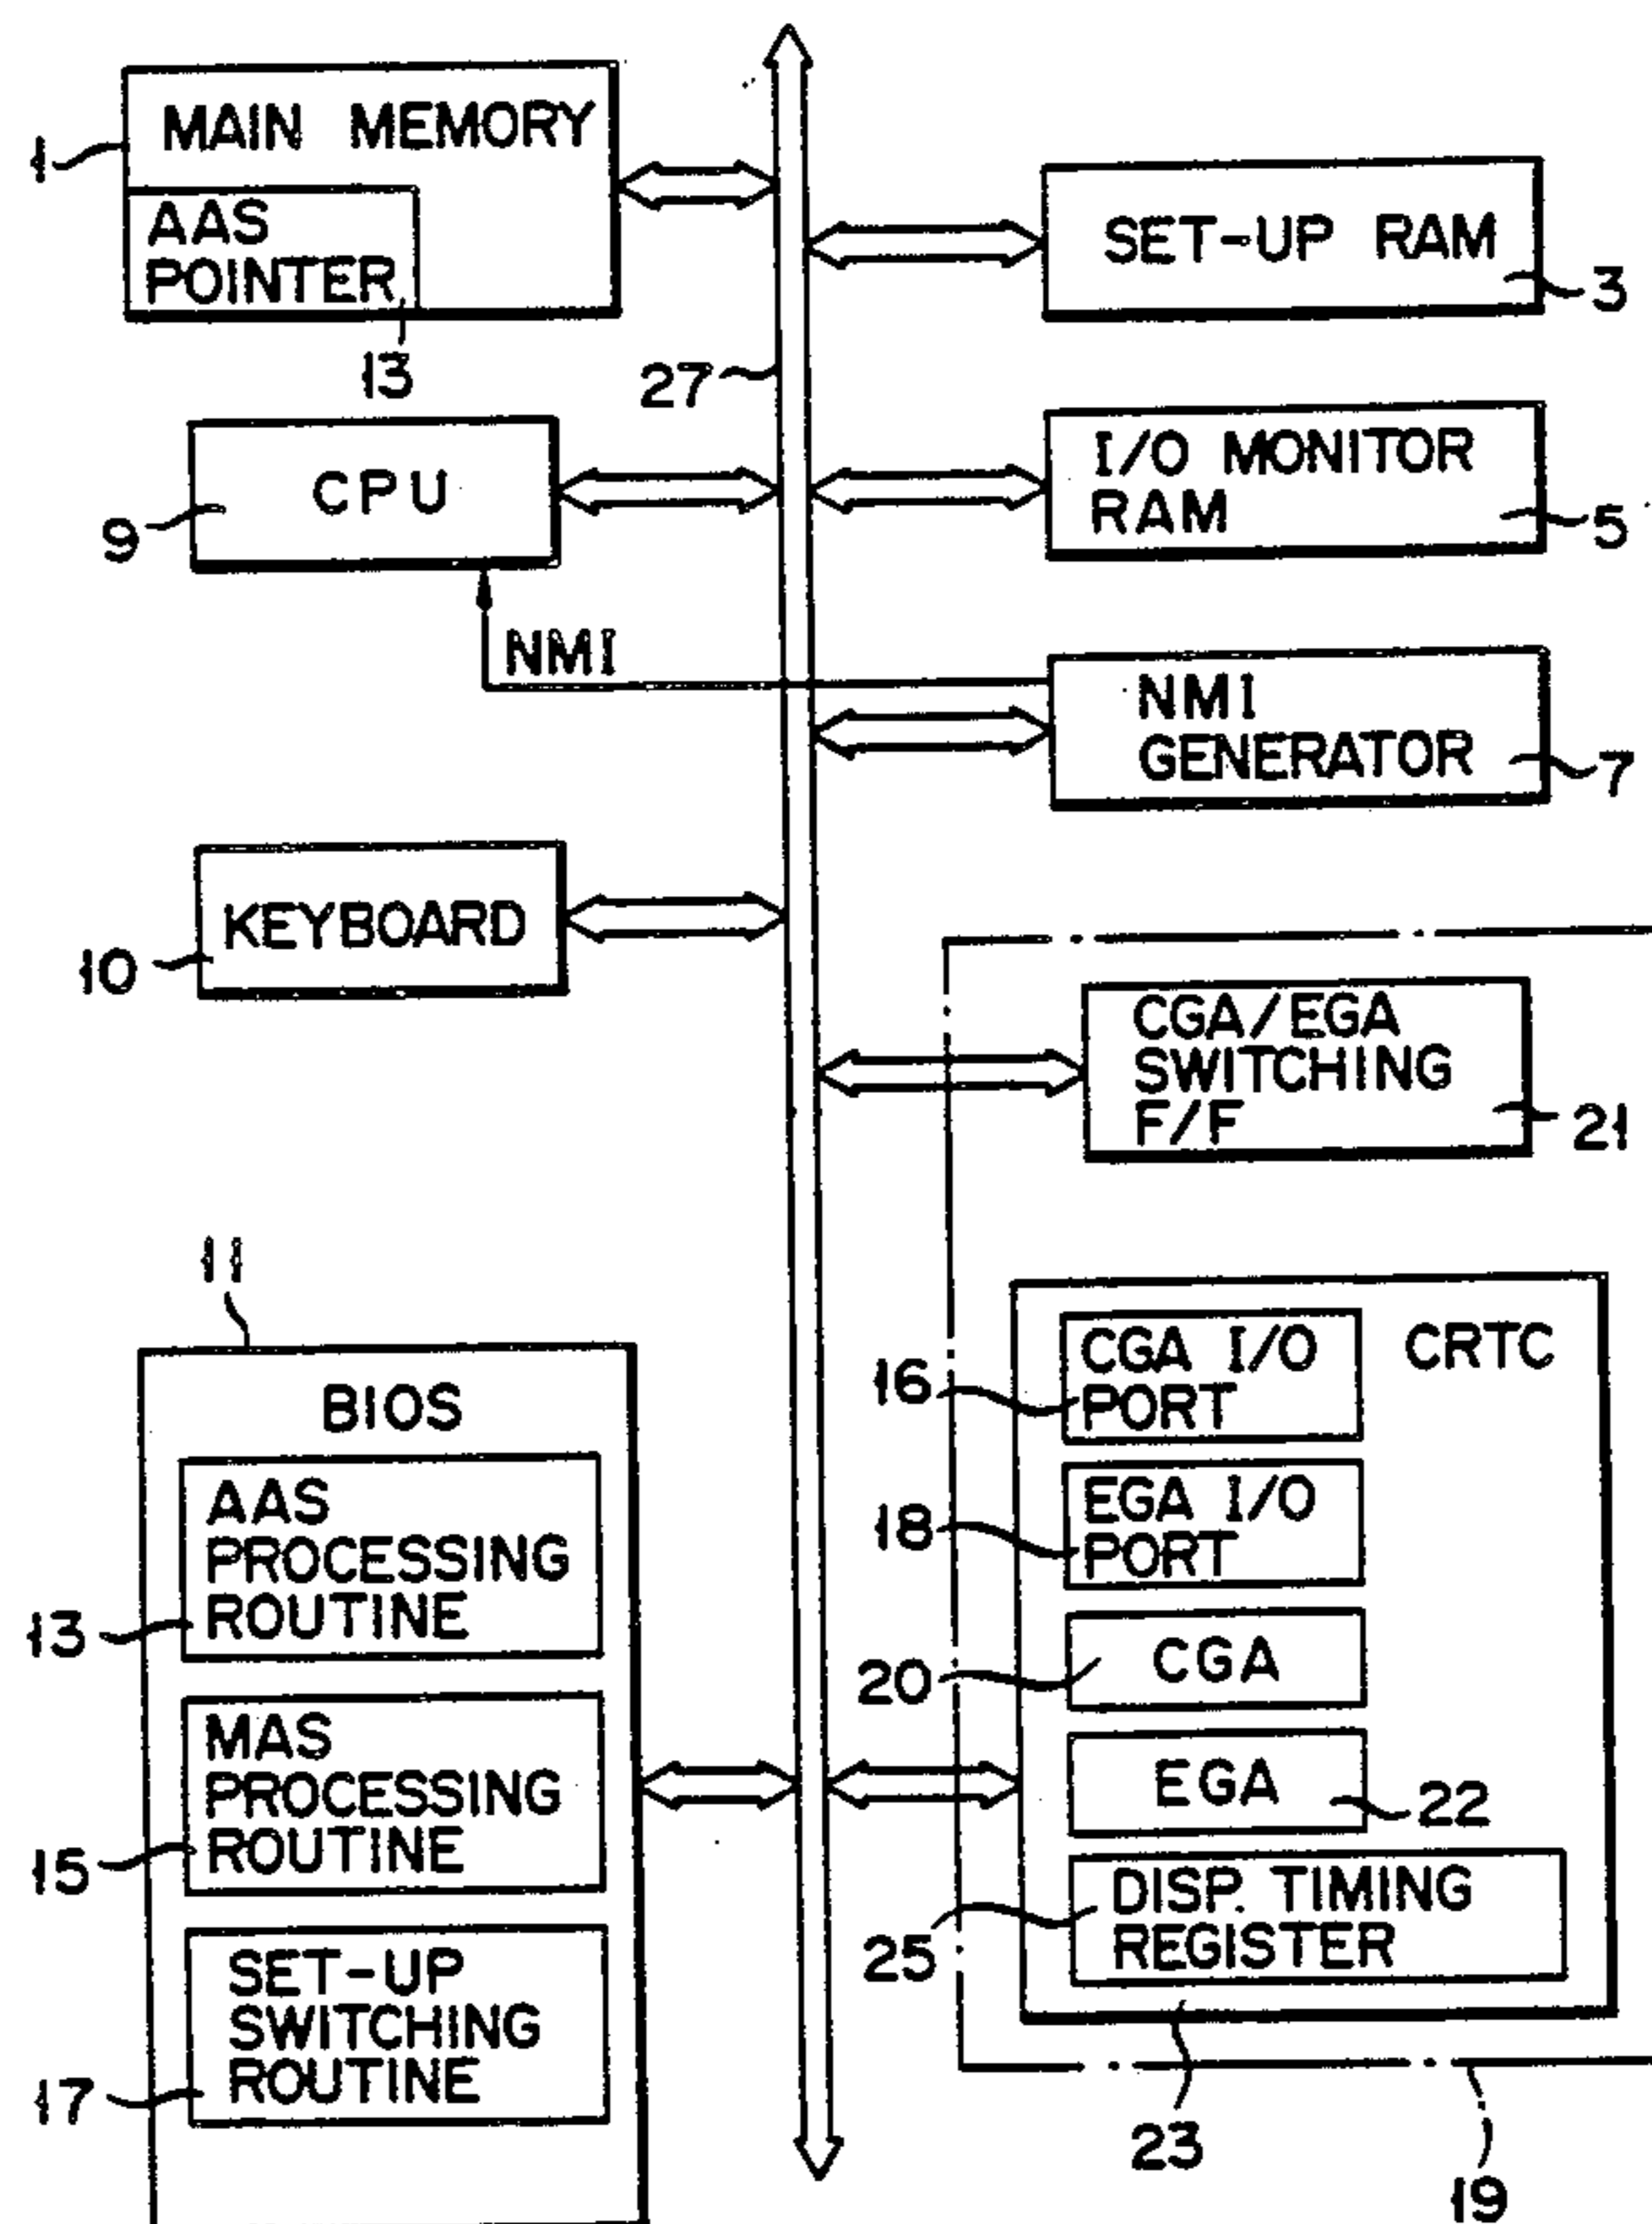 MAIN MEMORY
1
AAS
POINTER
13
SET-UP RAM
3
27
CPU
9
I/O MONITOR
RAM
5
NMI
NMI
GENERATOR
7
KEYBOARD
10
CGA/EGA
SWITCHING
F/F
21
11
BIOS
AAS
PROCESSING
ROUTINE
13
MAS
PROCESSING
ROUTINE
15
SET-UP
SWITCHING
ROUTINE
17
CRTC
CGA I/O
PORT
16
EGA I/O
PORT
18
CGA
20
EGA
22
DISP. TIMING
REGISTER
25
23
19